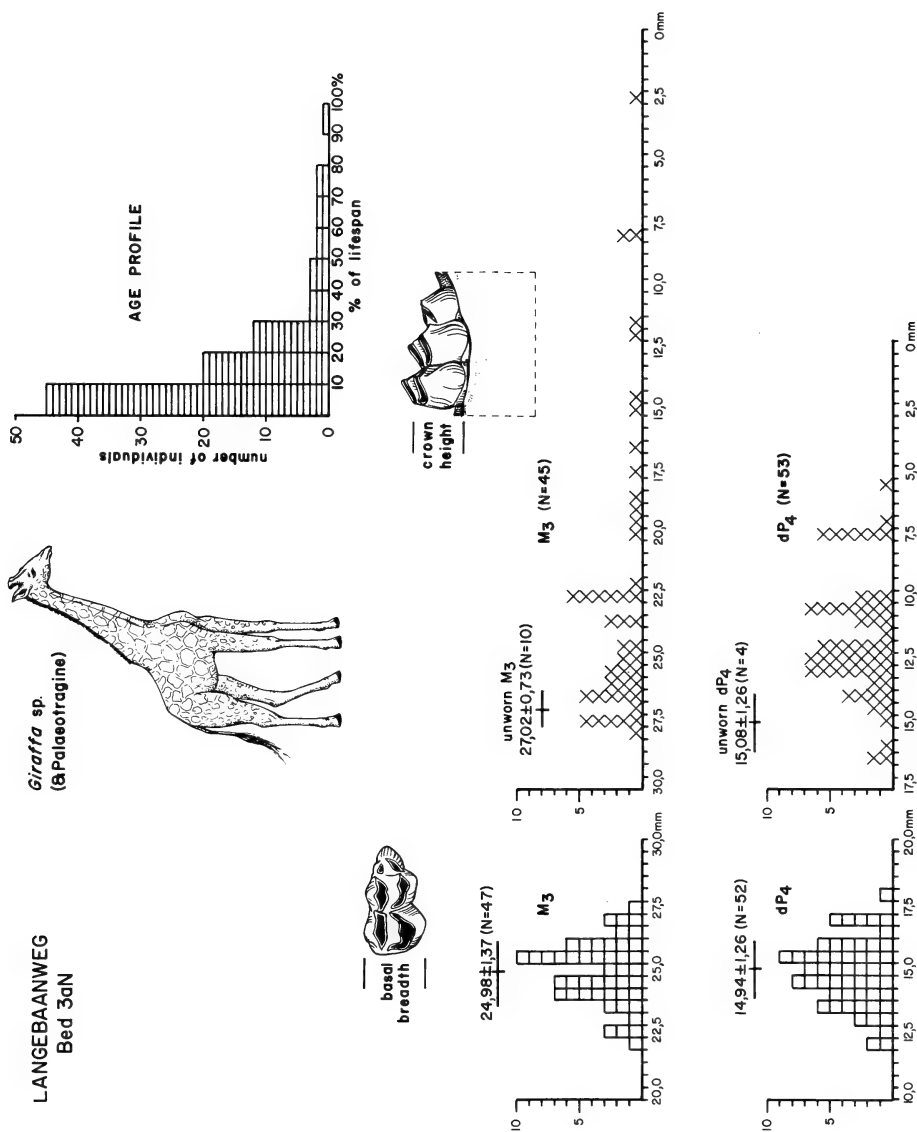 LANGEBAANWEG
Bed 3aN
Giraffa sp.
(&Palaeotragine)
AGE PROFILE
number of individuals
50
40
30
20
10
0
10 20 30 40 50 60 70 80 90 100%
% of lifespan
basal
breadth
crown
height
24,98±1,37 (N=47)
M3
10
5
20,0 22,5 25,0 27,5 30,0mm
unworn M3
27,02±0,73 (N=10)
M3 (N=45)
10
5
30,0 27,5 25,0 22,5 20,0 17,5 15,0 12,5 10,0 7,5 5,0 2,5 0mm
14,94±1,26 (N=52)
dP4
10
5
10,0 12,5 15,0 17,5 20,0mm
unworn dP4
15,08±1,26 (N=4)
dP4 (N=53)
10
5
17,5 15,0 12,5 10,0 7,5 5,0 2,5 0mm